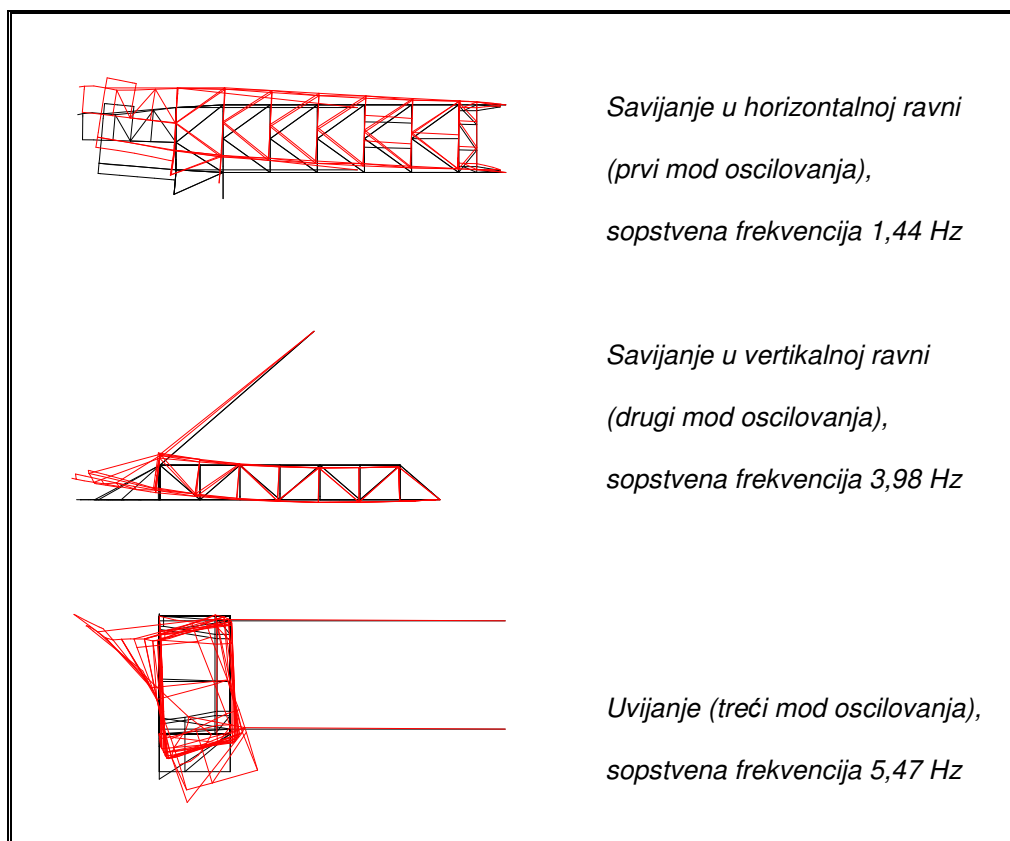 Savijanje u horizontalnoj ravni
(prvi mod oscilovanja),
sopstvena frekvencija 1,44 Hz
Savijanje u vertikalnoj ravni
(drugi mod oscilovanja),
sopstvena frekvencija 3,98 Hz
Uvijanje (treći mod oscilovanja),
sopstvena frekvencija 5,47 Hz